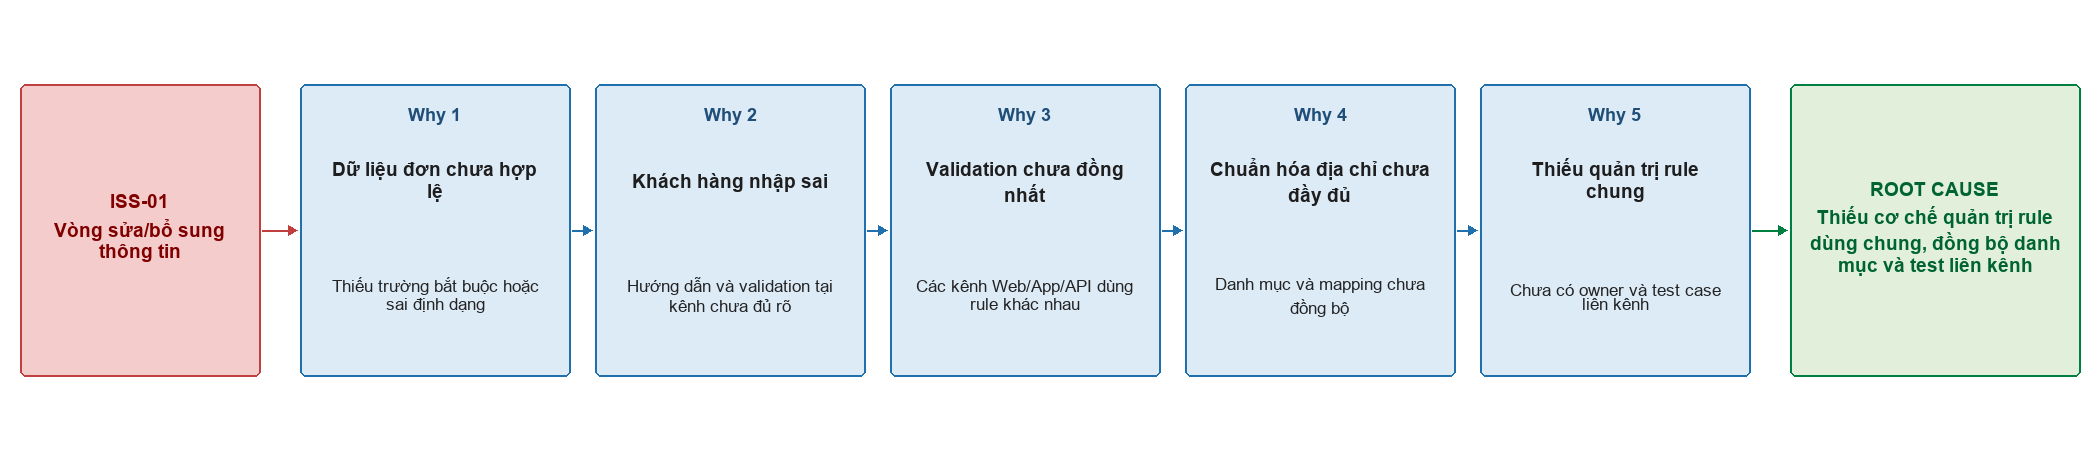 ISS-01
Vòng sửa/bổ sung
thông tin
Why 1
Dữ liệu đơn chưa hợp
lệ
Thiếu trường bắt buộc hoặc
sai định dạng
Why 2
Khách hàng nhập sai
Hướng dẫn và validation tại
kênh chưa đủ rõ
Why 3
Validation chưa đồng
nhất
Các kênh Web/App/API dùng
rule khác nhau
Why 4
Chuẩn hóa địa chỉ chưa
đầy đủ
Danh mục và mapping chưa
đồng bộ
Why 5
Thiếu quản trị rule
chung
Chưa có owner và test case
liên kênh
ROOT CAUSE
Thiếu cơ chế quản trị rule
dùng chung, đồng bộ danh
mục và test liên kênh